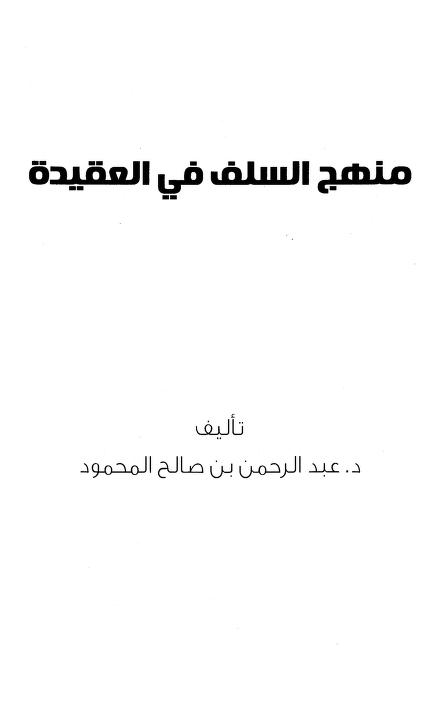 منهج السلف في العقيدة
تأليف
د. عبد الرحمن بن صالح المحمود